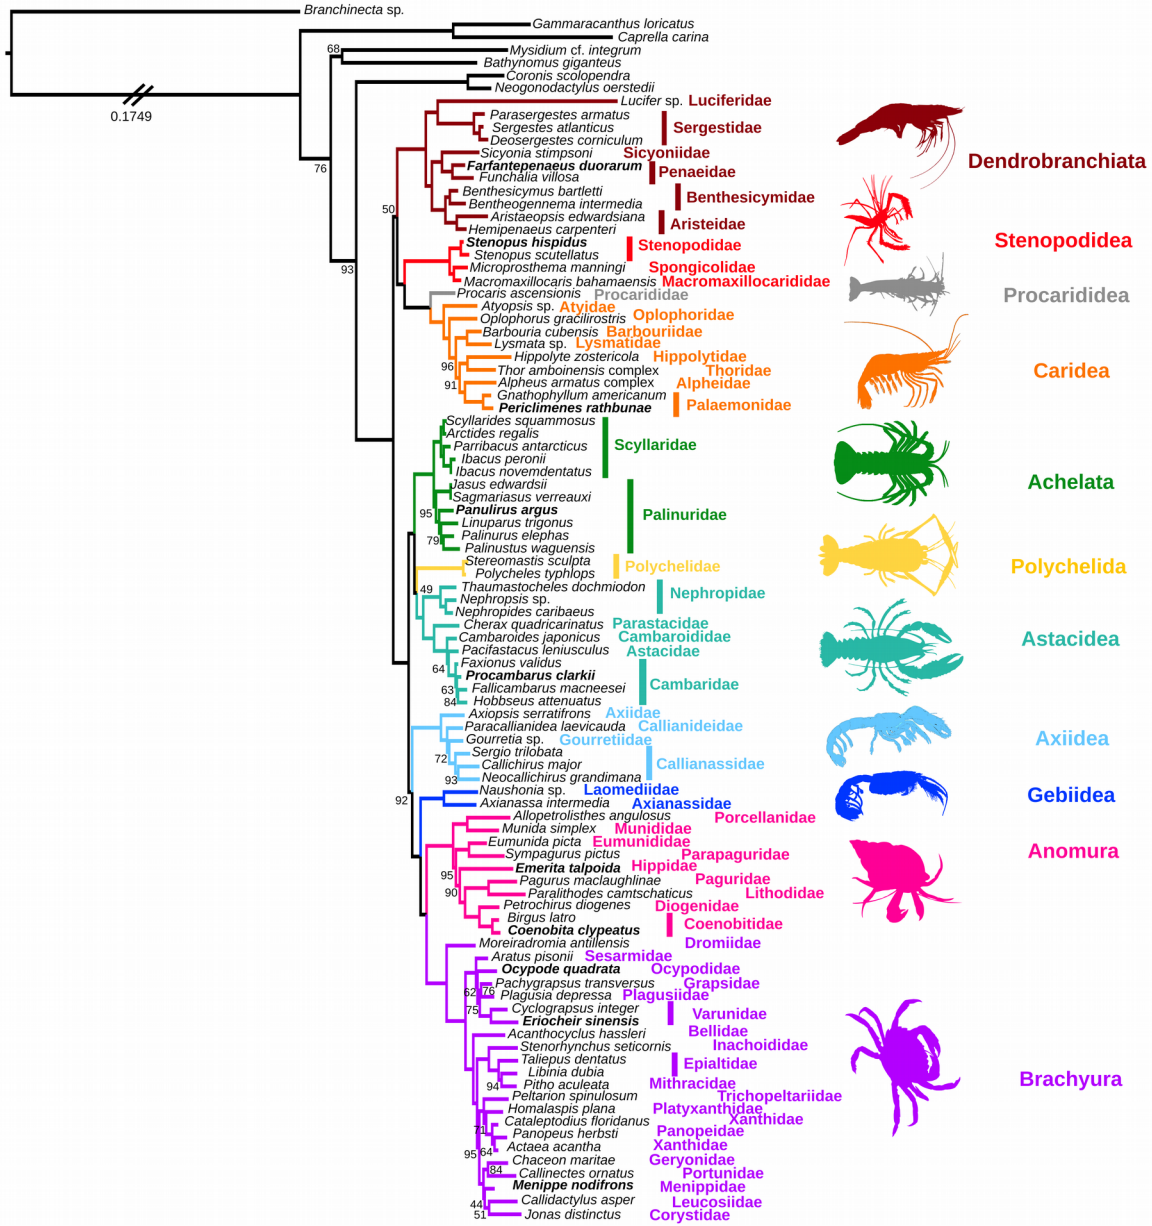 Branchinecta sp.
Gammaracanthus loricatus
Caprella carina
68 Mysidium cf. integrum
Bathynomus giganteus
Coronis scolopendra
Neogonodactylus oerstedii
0.1749
Lucifer sp. Luciferidae
Parasergestes armatus
Sergestes atlanticus Sergestidae
Deosergestes corniculum
Sicyonia stimpsoni Sicyoniidae
76
Farfantepenaeus duorarum Penaeidae
Funchalia villosa
Dendrobranchiata
Benthesicymus bartletti
Bentheogennema intermedia Benthesicymidae
50
Aristaeopsis edwardsiana Aristeidae
Hemipenaeus carpenteri
Stenopus hispidus Stenopodidae
Stenopus scutellatus
Stenopodidea
93
Microprosthema manningi Spongicolidae
Macromaxillocaris bahamaensis Macromaxillocarididae
Procaris ascensionis Procarididae
Procarididea
Atyopsis sp. Atyidae
Oplophorus gracilirostris Oplophoridae
Barbouria cubensis Barbouriidae
Lysmata sp. Lysmatidae
Hippolyte zostericola Hippolytidae
96
Thor amboinensis complex Thoridae
Caridea
91
Alpheus armatus complex Alpheidae
Gnathophyllum americanum
Periclimenes rathbunae Palaemonidae
Scyllarides squammosus
Arctides regalis
Parribacus antarcticus Scyllaridae
Ibacus peronii
Ibacus novemdentatus
Jasus edwardsii
Achelata
Sagmariasus verreauxi
95 Panulirus argus Palinuridae
Linuparus trigonus
79 Palinurus elephas
Palinustus waguensis
Stereomastis sculpta Polychelidae
Polycheles typhlops
Polychelida
49
Thaumastocheles dochmiodon
Nephropsis sp. Nephropidae
Nephropides caribaeus
Cherax quadricarinatus Parastacidae
Cambaroides japonicus Cambaroididae
Astacidea
Pacifastacus leniusculus Astacidae
64 Faxionus validus
Procambarus clarkii Cambaridae
63 Fallicambarus macneesei
84 Hobbseus attenuatus
Axiopsis serratifrons Axiidae
Paracallianidea laevicauda Callianideidae
Gourretia sp. Gourretiidae
Axiidea
Sergio trilobata
72
Callichirus major Callianassidae
93 Neocallichirus grandimana
Naushonia sp. Laomediidae
Gebiidea
92
Axianassa intermedia Axianassidae
Allopetrolisthes angulosus Porcellanidae
Munida simplex Munididae
Eumunida picta Eumunididae
Sympagurus pictus Parapaguridae
Anomura
Emerita talpoida Hippidae
95
Pagurus maclaughlinae Paguridae
90 Paralithodes camtschaticus Lithodidae
Petrochirus diogenes Diogenidae
Birgus latro Coenobitidae
Coenobita clypeatus
Moreiradromia antillensis Dromiidae
Aratus pisonii Sesarmidae
Ocypode quadrata Ocypodidae
Pachygrapsus transversus Grapsidae
62 76
Plagusia depressa Plagusiidae
75
Cyclograpsus integer Varunidae
Eriocheir sinensis
Acanthocyclus hassleri Bellidae
Stenorhynchus seticornis Inachoididae
Taliepus dentatus Epialtidae
Libinia dubia
Brachyura
94 Pitho aculeata Mithracidae
Peltarion spinulosum Trichopeltariidae
Homalaspis plana Platyxanthidae
Cataleptodius floridanus Xanthidae
71
Panopeus herbsti Panopeidae
Actaea acantha Xanthidae
95 64
Chaceon maritae Geryonidae
84
Callinectes ornatus Portunidae
Menippe nodifrons Menippidae
Callidactylus asper Leucosiidae
44
51 Jonas distinctus Corystidae